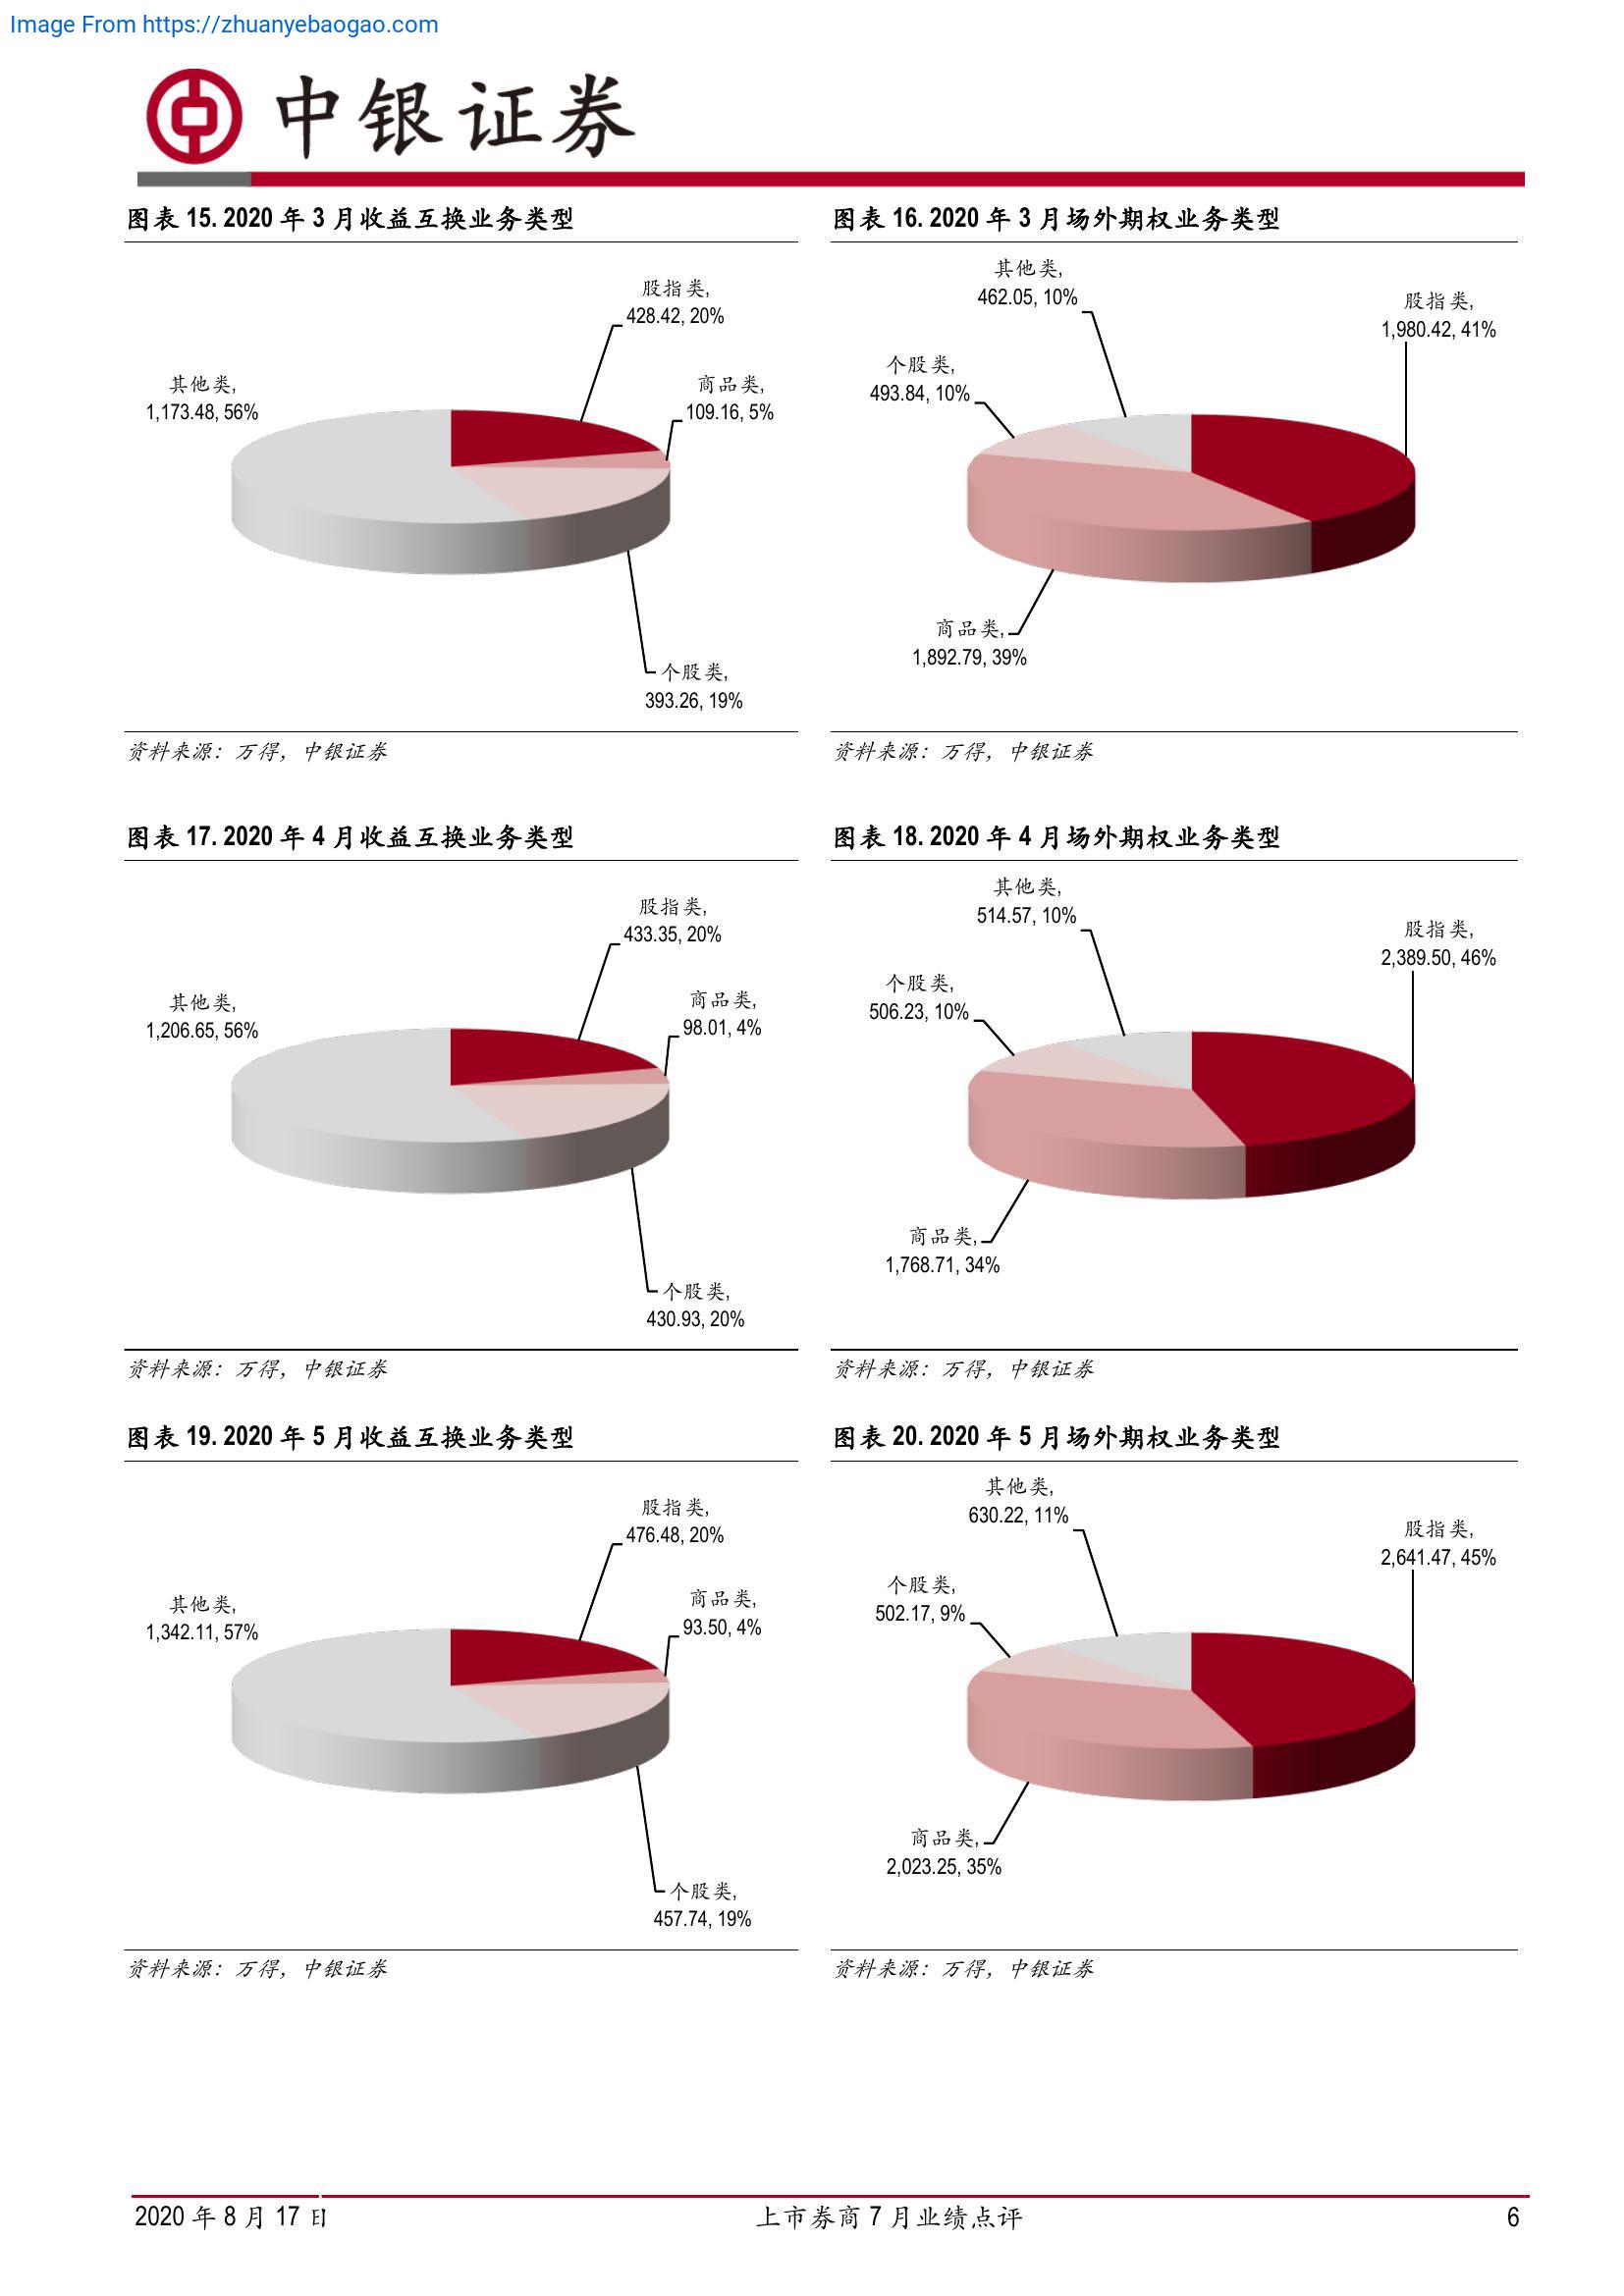 Image From https://zhuanyebaogao.com
中银证券
图表 15. 2020 年 3 月收益互换业务类型
股指类,
428.42, 20%
商品类,
109.16, 5%
其他类,
1,173.48, 56%
个股类,
393.26, 19%
资料来源：万得，中银证券
图表 16. 2020 年 3 月场外期权业务类型
其他类,
462.05, 10%
股指类,
1,980.42, 41%
个股类,
493.84, 10%
商品类,
1,892.79, 39%
资料来源：万得，中银证券
图表 17. 2020 年 4 月收益互换业务类型
股指类,
433.35, 20%
商品类,
98.01, 4%
其他类,
1,206.65, 56%
个股类,
430.93, 20%
资料来源：万得，中银证券
图表 18. 2020 年 4 月场外期权业务类型
其他类,
514.57, 10%
股指类,
2,389.50, 46%
个股类,
506.23, 10%
商品类,
1,768.71, 34%
资料来源：万得，中银证券
图表 19. 2020 年 5 月收益互换业务类型
股指类,
476.48, 20%
商品类,
93.50, 4%
其他类,
1,342.11, 57%
个股类,
457.74, 19%
资料来源：万得，中银证券
图表 20. 2020 年 5 月场外期权业务类型
其他类,
630.22, 11%
股指类,
2,641.47, 45%
个股类,
502.17, 9%
商品类,
2,023.25, 35%
资料来源：万得，中银证券
2020 年 8 月 17 日
上市券商 7 月业绩点评
6